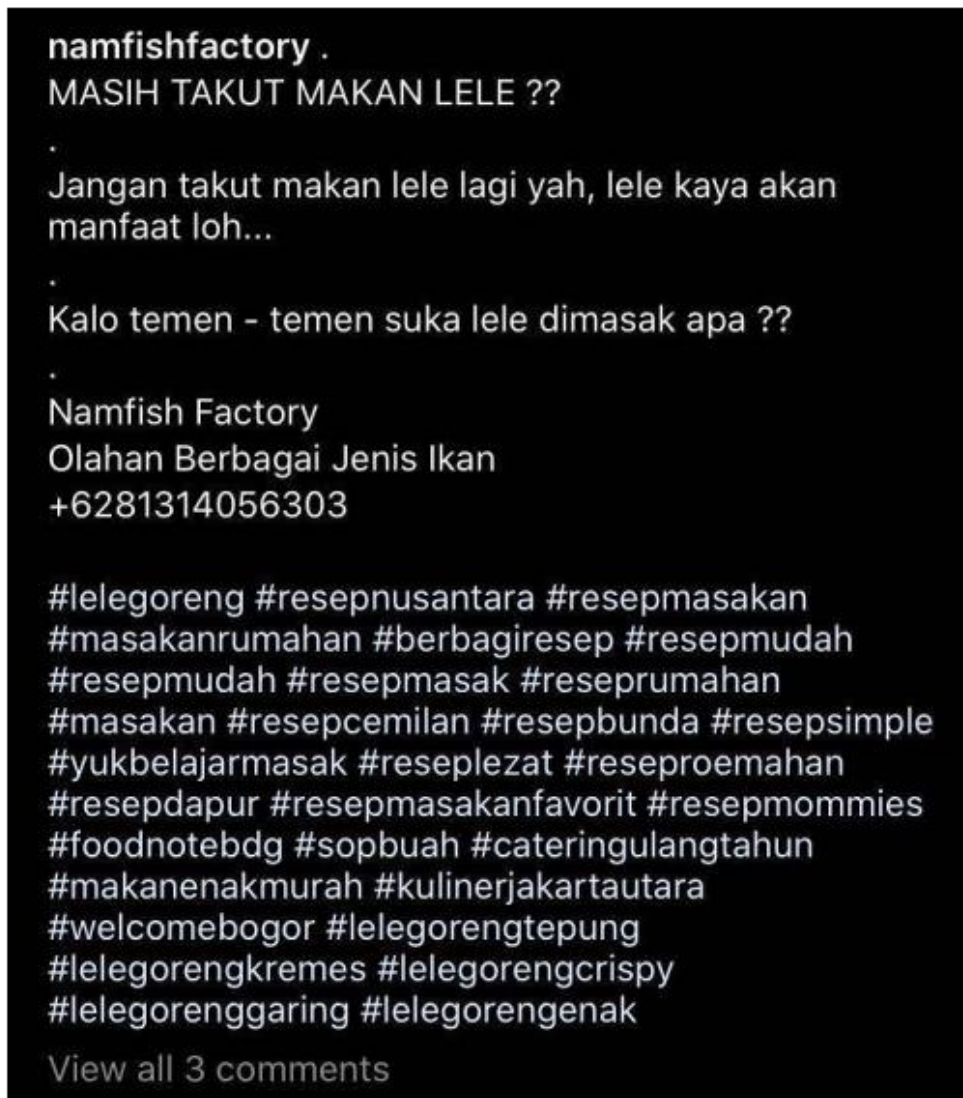 namfishfactory .
MASIH TAKUT MAKAN LELE ??
.
Jangan takut makan lele lagi yah, lele kaya akan
manfaat loh...
.
Kalo temen - temen suka lele dimasak apa ??
.
Namfish Factory
Olahan Berbagai Jenis Ikan
+6281314056303
#lelegoreng #resepnusantara #resepmasakan
#masakanrumahan #berbagiresep #resepmudah
#resepmudah #resepmasak #reseprumahan
#masakan #resepcemilan #resepbunda #resepsimple
#yukbelajarmasak #reseplezat #reseproemahan
#resepdapur #resepmasakanfavorit #resepmommies
#foodnotebdg #sopbuah #cateringulangtahun
#makanenakmurah #kulinerjakartautara
#welcomebogor #lelegorengtepung
#lelegorengkremes #lelegorengcrispy
#lelegorenggaring #lelegorengenak
View all 3 comments